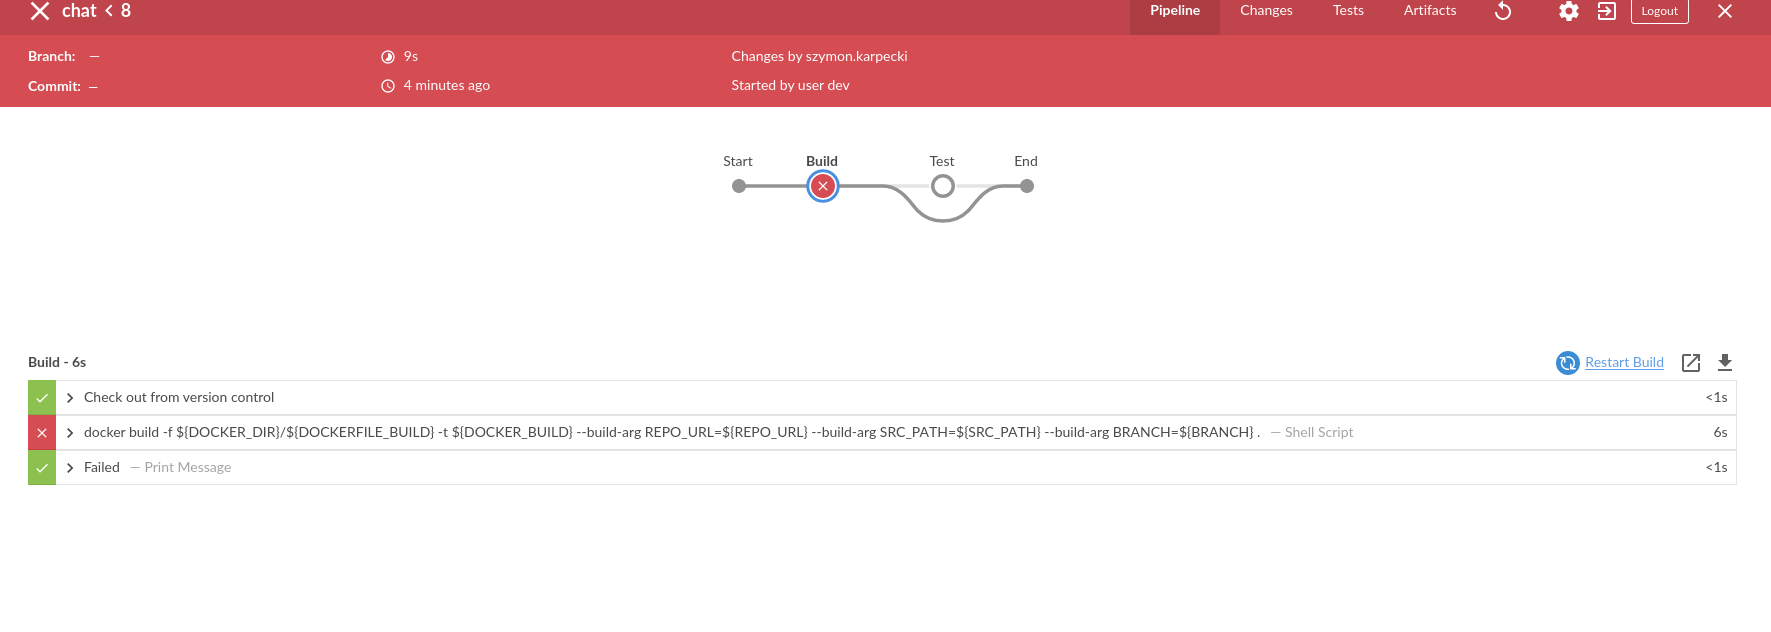 chat < 8
Pipeline Changes Tests Artifacts Logout
Branch: — 9s Changes by szymon.karpecki
Commit: — 4 minutes ago Started by user dev
Start Build Test End
Build - 6s Restart Build
Check out from version control <1s
docker build -f ${DOCKER_DIR}/${DOCKERFILE_BUILD} -t ${DOCKER_BUILD} --build-arg REPO_URL=${REPO_URL} --build-arg SRC_PATH=${SRC_PATH} --build-arg BRANCH=${BRANCH} . — Shell Script 6s
Failed — Print Message <1s